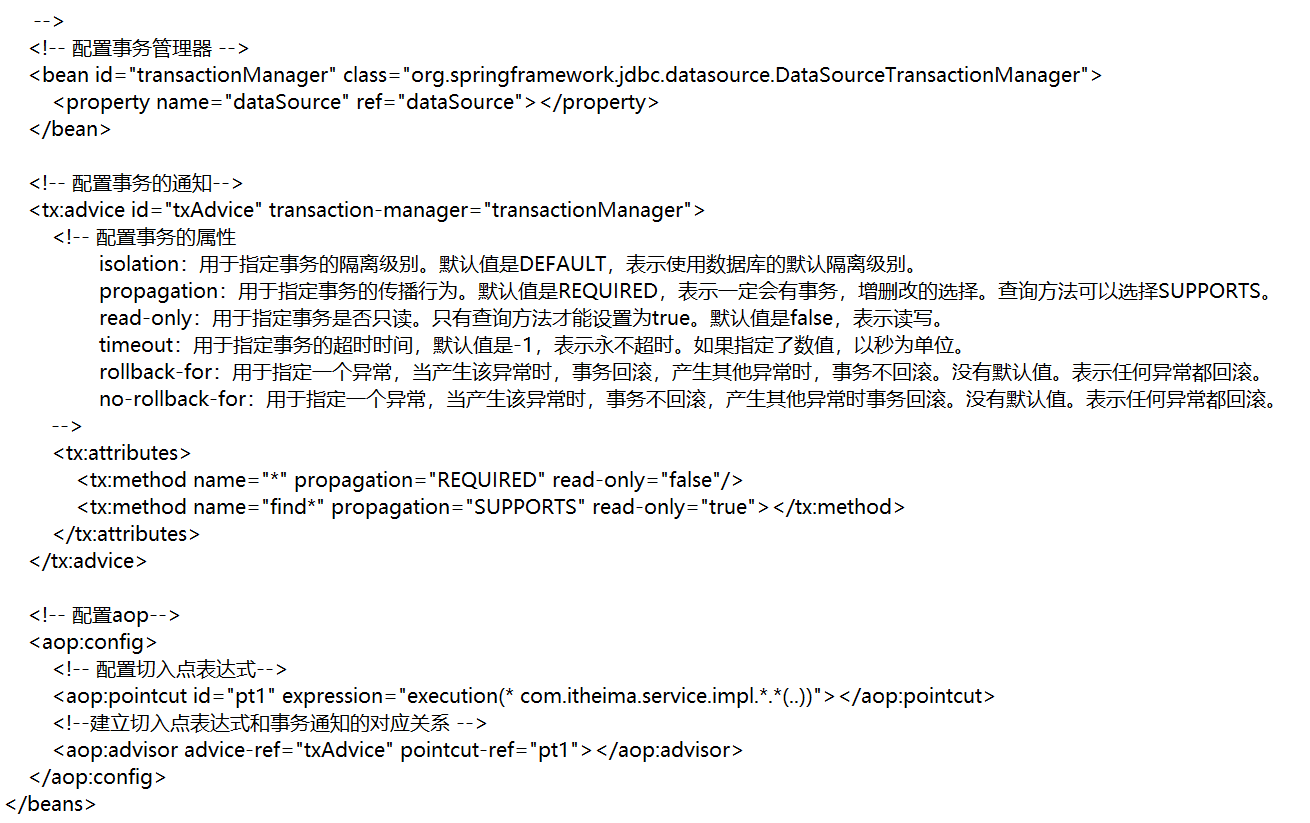 -->
<!-- 配置事务管理器 -->
<bean id="transactionManager" class="org.springframework.jdbc.datasource.DataSourceTransactionManager">
<property name="dataSource" ref="dataSource"></property>
</bean>
<!-- 配置事务的通知-->
<tx:advice id="txAdvice" transaction-manager="transactionManager">
<!-- 配置事务的属性
isolation：用于指定事务的隔离级别。默认值是DEFAULT，表示使用数据库的默认隔离级别。
propagation：用于指定事务的传播行为。默认值是REQUIRED，表示一定会有事务，增删改的选择。查询方法可以选择SUPPORTS。
read-only：用于指定事务是否只读。只有查询方法才能设置为true。默认值是false，表示读写。
timeout：用于指定事务的超时时间，默认值是-1，表示永不超时。如果指定了数值，以秒为单位。
rollback-for：用于指定一个异常，当产生该异常时，事务回滚，产生其他异常时，事务不回滚。没有默认值。表示任何异常都回滚。
no-rollback-for：用于指定一个异常，当产生该异常时，事务不回滚，产生其他异常时事务回滚。没有默认值。表示任何异常都回滚。
-->
<tx:attributes>
<tx:method name="*" propagation="REQUIRED" read-only="false"/>
<tx:method name="find*" propagation="SUPPORTS" read-only="true"></tx:method>
</tx:attributes>
</tx:advice>
<!-- 配置aop-->
<aop:config>
<!-- 配置切入点表达式-->
<aop:pointcut id="pt1" expression="execution(* com.itheima.service.impl.*.*(..))"></aop:pointcut>
<!--建立切入点表达式和事务通知的对应关系 -->
<aop:advisor advice-ref="txAdvice" pointcut-ref="pt1"></aop:advisor>
</aop:config>
</beans>